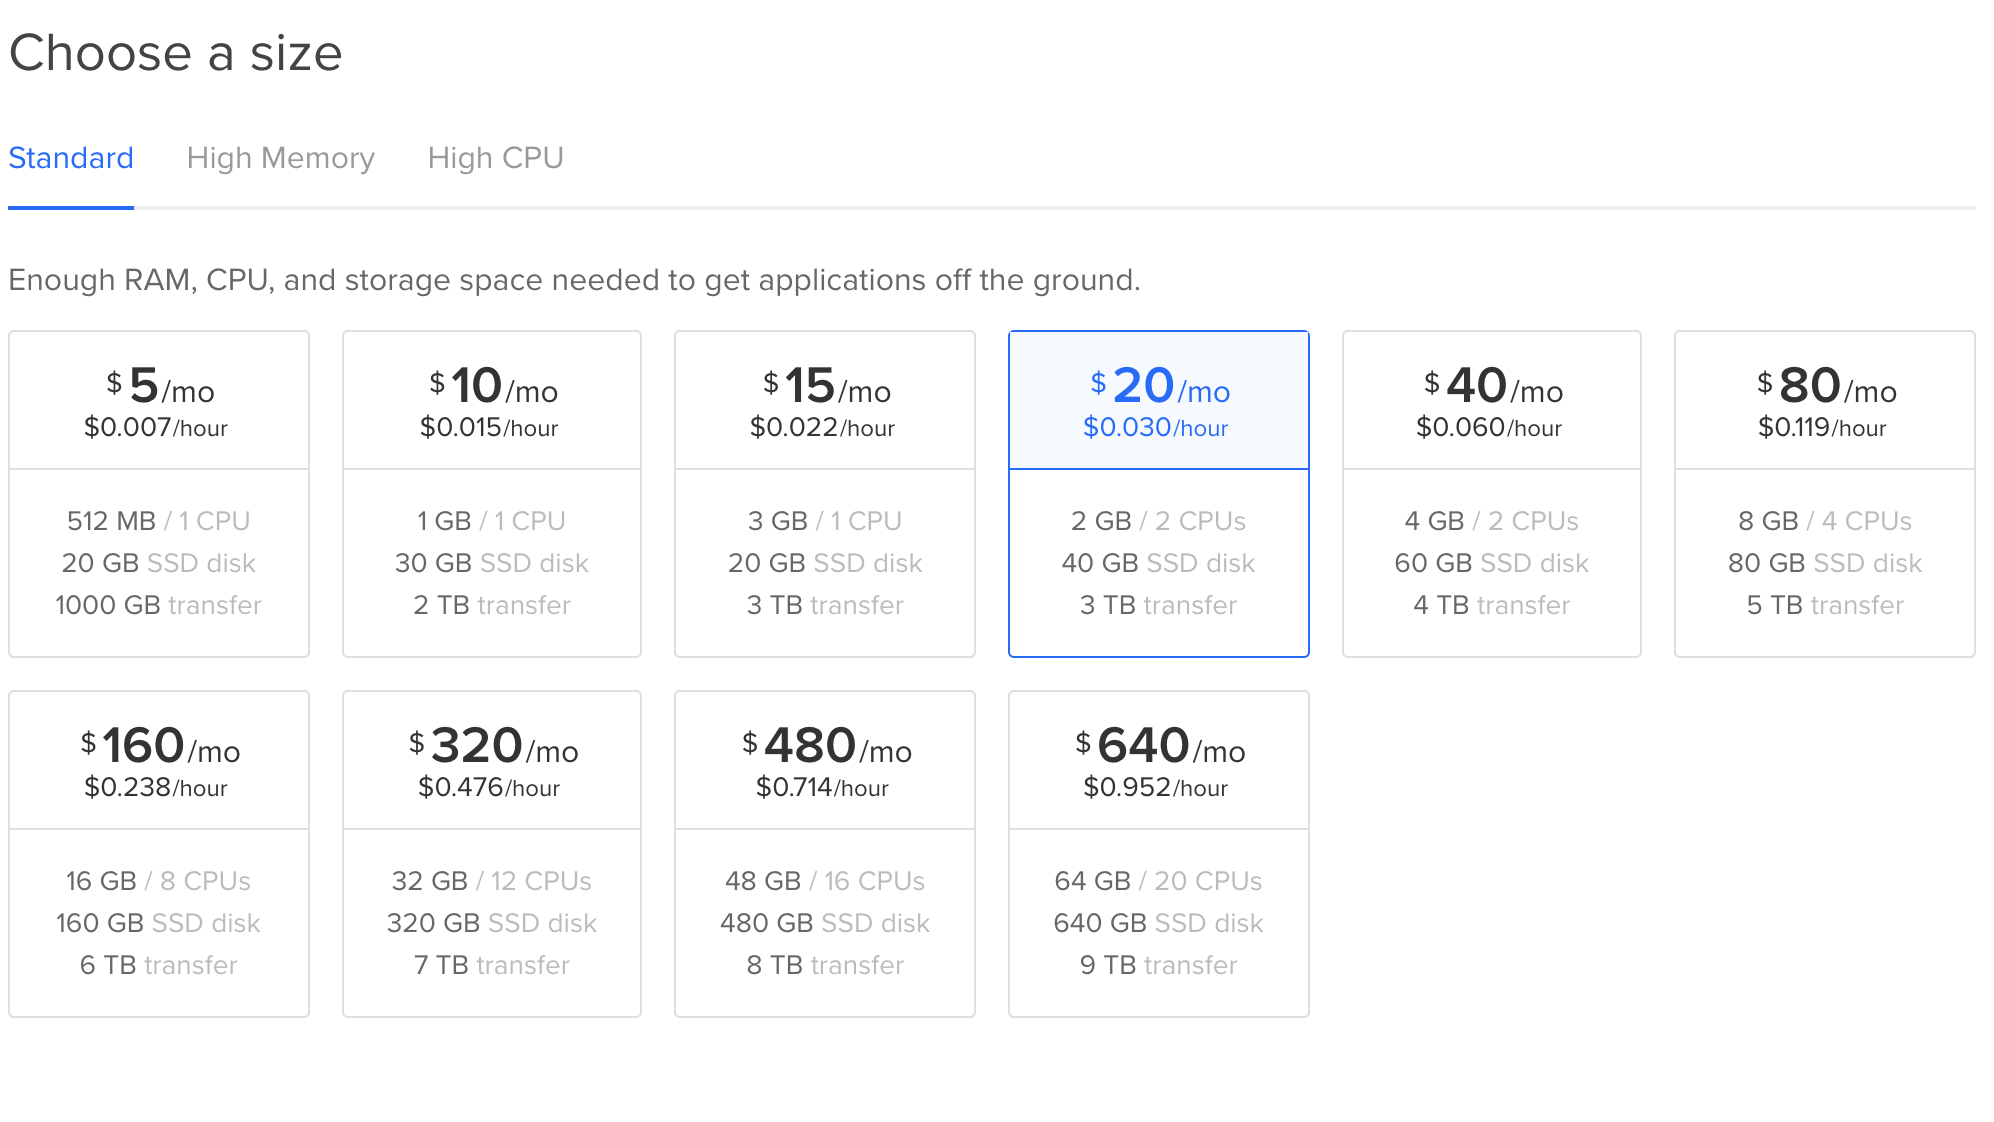 Choose a size
Standard High Memory High CPU
Enough RAM, CPU, and storage space needed to get applications off the ground.
$5/mo
$0.007/hour
512 MB / 1 CPU
20 GB SSD disk
1000 GB transfer
$10/mo
$0.015/hour
1 GB / 1 CPU
30 GB SSD disk
2 TB transfer
$15/mo
$0.022/hour
3 GB / 1 CPU
20 GB SSD disk
3 TB transfer
$20/mo
$0.030/hour
2 GB / 2 CPUs
40 GB SSD disk
3 TB transfer
$40/mo
$0.060/hour
4 GB / 2 CPUs
60 GB SSD disk
4 TB transfer
$80/mo
$0.119/hour
8 GB / 4 CPUs
80 GB SSD disk
5 TB transfer
$160/mo
$0.238/hour
16 GB / 8 CPUs
160 GB SSD disk
6 TB transfer
$320/mo
$0.476/hour
32 GB / 12 CPUs
320 GB SSD disk
7 TB transfer
$480/mo
$0.714/hour
48 GB / 16 CPUs
480 GB SSD disk
8 TB transfer
$640/mo
$0.952/hour
64 GB / 20 CPUs
640 GB SSD disk
9 TB transfer